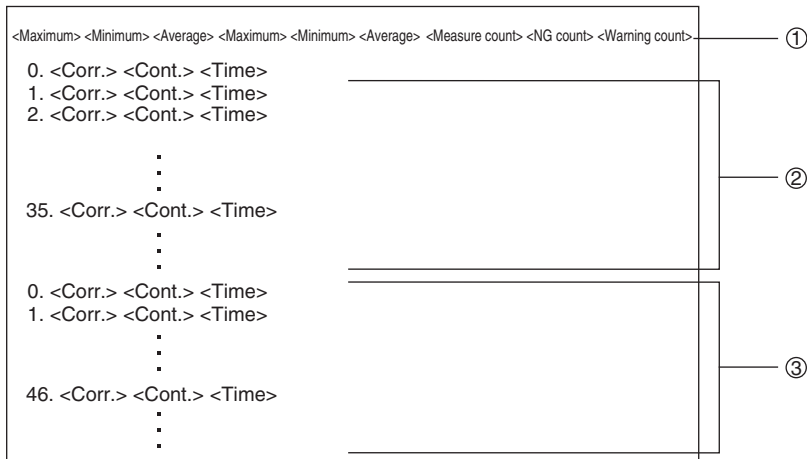 <Maximum> <Minimum> <Average> <Maximum> <Minimum> <Average> <Measure count> <NG count> <Warning count> ①
0. <Corr.> <Cont.> <Time>
1. <Corr.> <Cont.> <Time>
2. <Corr.> <Cont.> <Time>
②
35. <Corr.> <Cont.> <Time>
0. <Corr.> <Cont.> <Time>
1. <Corr.> <Cont.> <Time>
③
46. <Corr.> <Cont.> <Time>